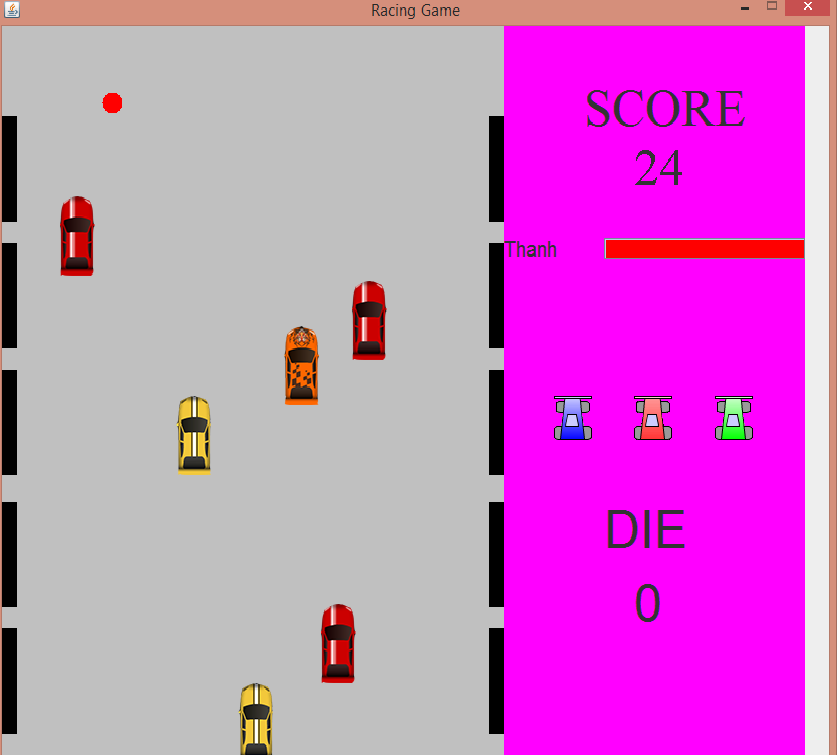 Racing Game
SCORE
24
Thanh
DIE
0